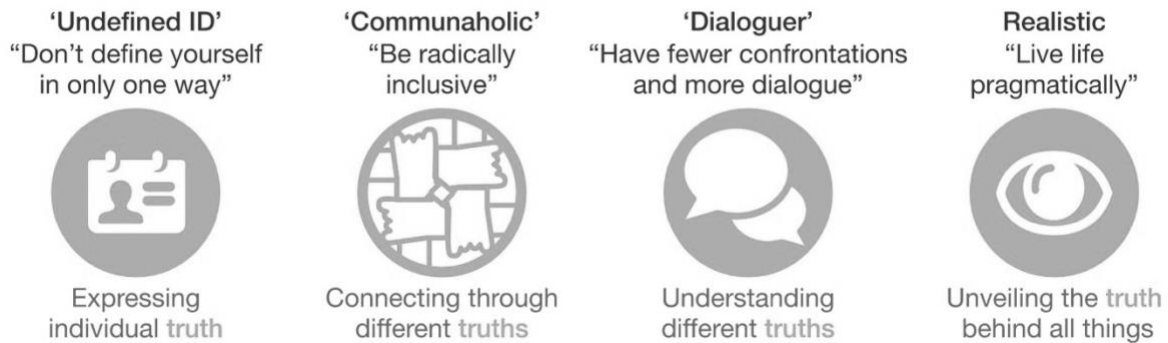 ‘Undefined ID’
“Don’t define yourself
in only one way”
Expressing
individual truth
‘Communaholic’
“Be radically
inclusive”
Connecting through
different truths
‘Dialoguer’
“Have fewer confrontations
and more dialogue”
Understanding
different truths
Realistic
“Live life
pragmatically”
Unveiling the truth
behind all things